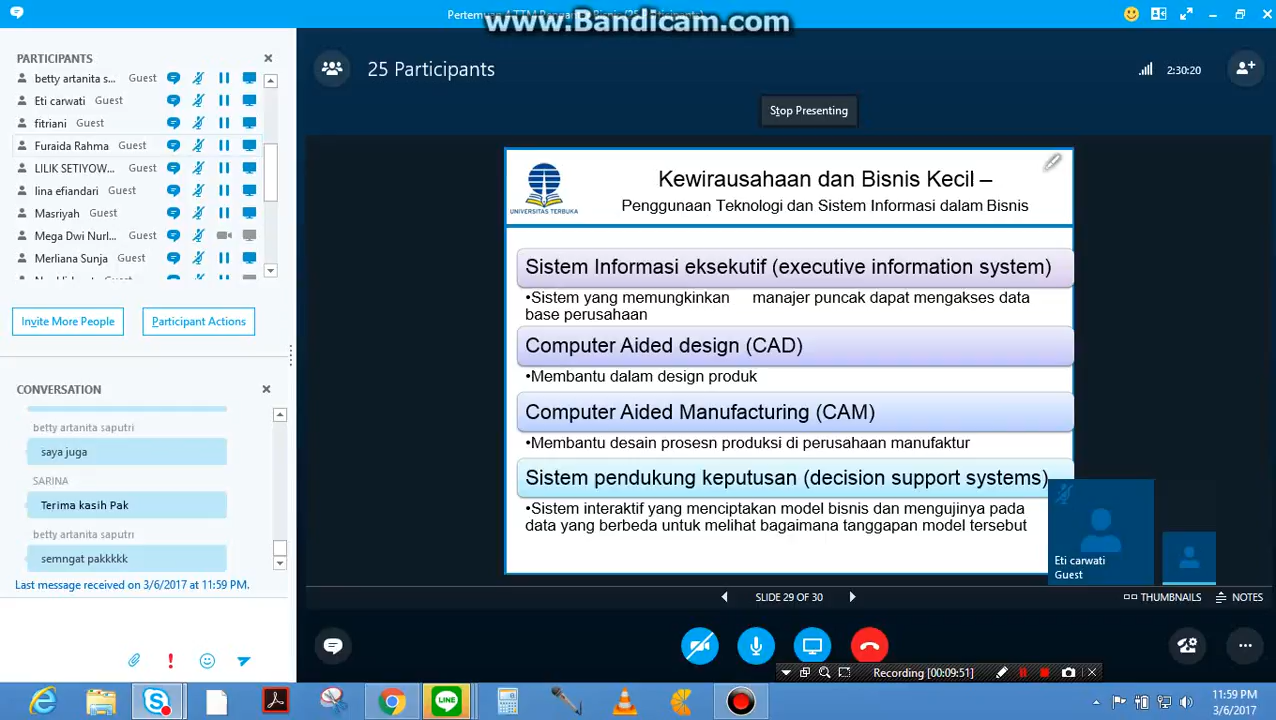 Pertemuan
www.Bandicam.com
PARTICIPANTS
betty artanita s... Guest
Eti carwati Guest
fitriani Guest
Furaida Rahma Guest
LILIK SETIYOW... Guest
lina efiandari Guest
Masriyah Guest
Mega Dwi Nurl... Guest
Merliana Sunja Guest
Invite More People
Participant Actions
CONVERSATION
betty artanita saputri
saya juga
SARINA
Terima kasih Pak
betty artanita saputri
semngat pakkkkk
Last message received on 3/6/2017 at 11:59 PM.
25 Participants
2:30:20
Stop Presenting
UNIVERSITAS TERBUKA
Kewirausahaan dan Bisnis Kecil –
Penggunaan Teknologi dan Sistem Informasi dalam Bisnis
Sistem Informasi eksekutif (executive information system)
•Sistem yang memungkinkan manajer puncak dapat mengakses data
base perusahaan
Computer Aided design (CAD)
•Membantu dalam design produk
Computer Aided Manufacturing (CAM)
•Membantu desain prosesn produksi di perusahaan manufaktur
Sistem pendukung keputusan (decision support systems)
•Sistem interaktif yang menciptakan model bisnis dan mengujinya pada
data yang berbeda untuk melihat bagaimana tanggapan model tersebut
Eti carwati
Guest
SLIDE 29 OF 30
THUMBNAILS
NOTES
Recording [00:09:51]
LINE
11:59 PM
3/6/2017